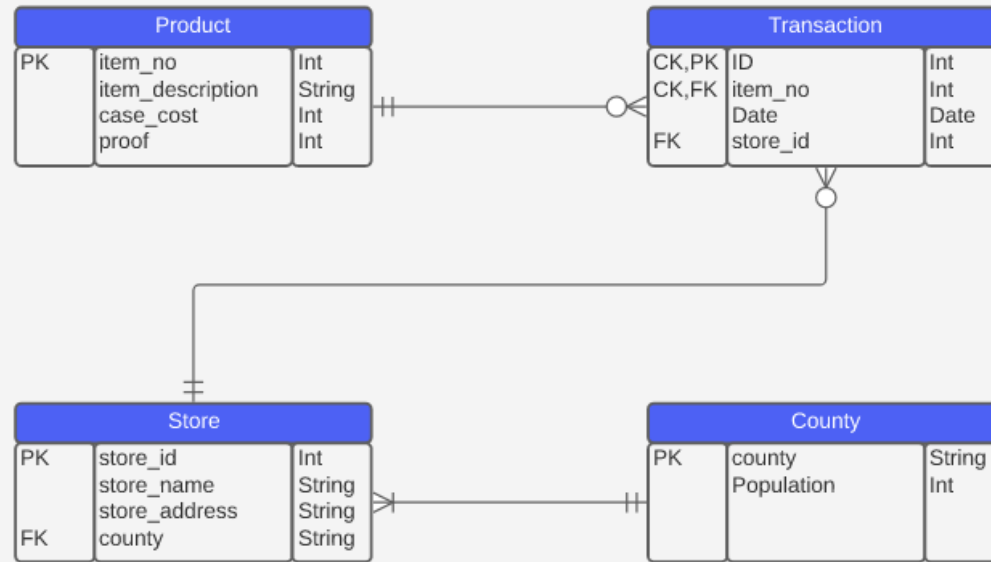 Product
PK item_no Int
item_description String
case_cost Int
proof Int
Transaction
CK,PK ID Int
CK,FK item_no Int
Date Date
FK store_id Int
Store
PK store_id Int
store_name String
store_address String
FK county String
County
PK county String
Population Int